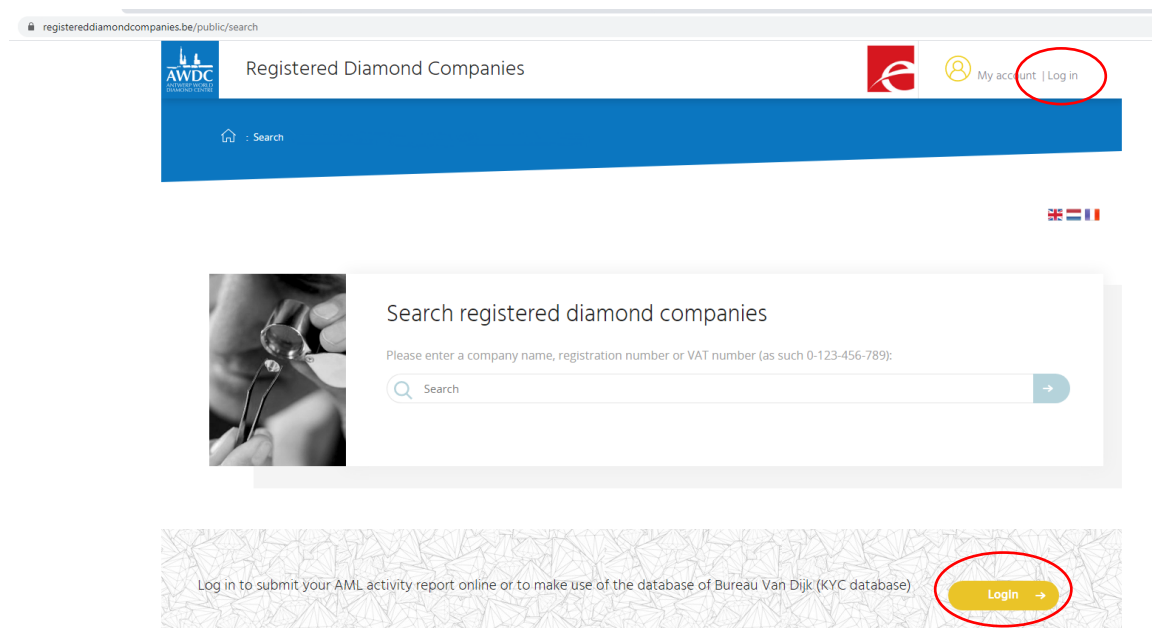 registereddiamondcompanies.be/public/search
AWDC
ANTWERP WORLD
DIAMOND CENTRE
Registered Diamond Companies
e
My account | Log in
: Search
Search registered diamond companies
Please enter a company name, registration number or VAT number (as such 0-123-456-789):
Search
Log in to submit your AML activity report online or to make use of the database of Bureau Van Dijk (KYC database)
Login